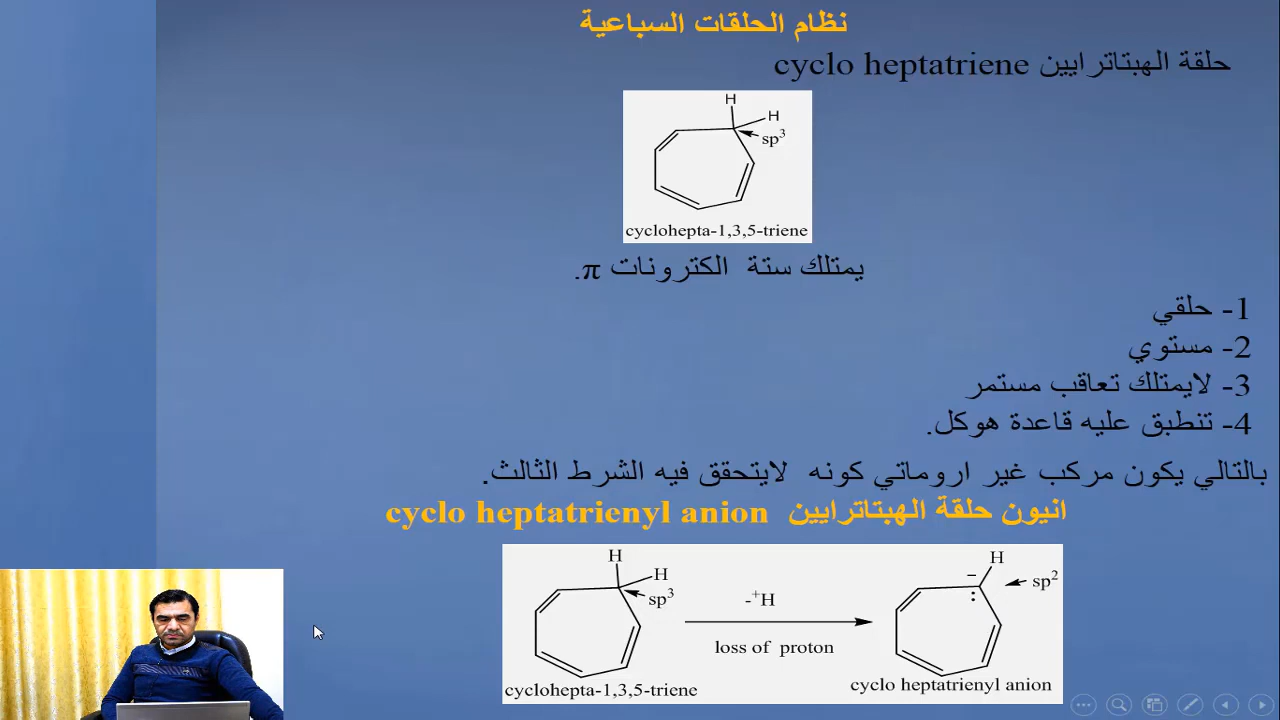 نظام الحلقات السباعية
حلقة الهبتاترايين cyclo heptatriene
H
H
sp³
cyclohepta-1,3,5-triene
يمتلك ستة الكترونات π.
1- حلقي
2- مستوي
3- لايمتلك تعاقب مستمر
4- تنطبق عليه قاعدة هوكل.
بالتالي يكون مركب غير اروماتي كونه لايتحقق فيه الشرط الثالث.
انيون حلقة الهبتاترايين cyclo heptatrienyl anion
H
H
sp³
cyclohepta-1,3,5-triene
-⁺H
loss of proton
H
sp²
cyclo heptatrienyl anion